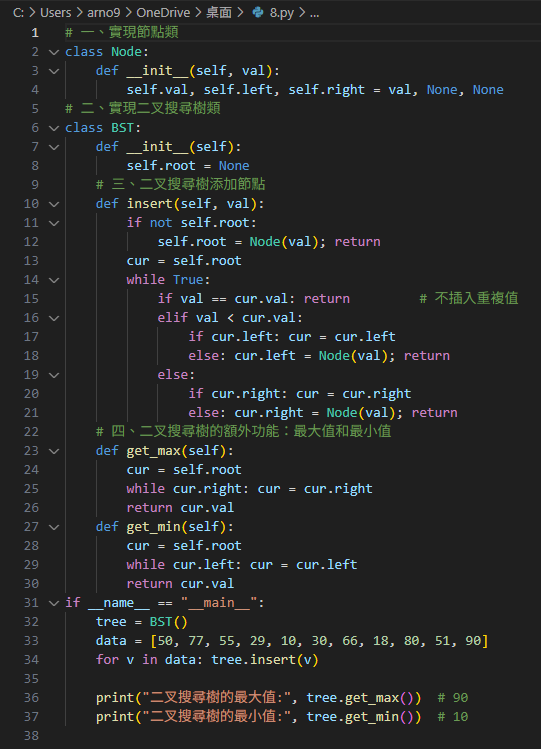 C: > Users > arno9 > OneDrive > 桌面 > 8.py > ...
1 # 一、實現節點類
2 class Node:
3     def __init__(self, val):
4         self.val, self.left, self.right = val, None, None
5 # 二、實現二叉搜尋樹類
6 class BST:
7     def __init__(self):
8         self.root = None
9     # 三、二叉搜尋樹添加節點
10     def insert(self, val):
11         if not self.root:
12             self.root = Node(val); return
13         cur = self.root
14         while True:
15             if val == cur.val: return         # 不插入重複值
16             elif val < cur.val:
17                 if cur.left: cur = cur.left
18                 else: cur.left = Node(val); return
19             else:
20                 if cur.right: cur = cur.right
21                 else: cur.right = Node(val); return
22     # 四、二叉搜尋樹的額外功能：最大值和最小值
23     def get_max(self):
24         cur = self.root
25         while cur.right: cur = cur.right
26         return cur.val
27     def get_min(self):
28         cur = self.root
29         while cur.left: cur = cur.left
30         return cur.val
31 if __name__ == "__main__":
32     tree = BST()
33     data = [50, 77, 55, 29, 10, 30, 66, 18, 80, 51, 90]
34     for v in data: tree.insert(v)
35
36     print("二叉搜尋樹的最大值:", tree.get_max())  # 90
37     print("二叉搜尋樹的最小值:", tree.get_min())  # 10
38